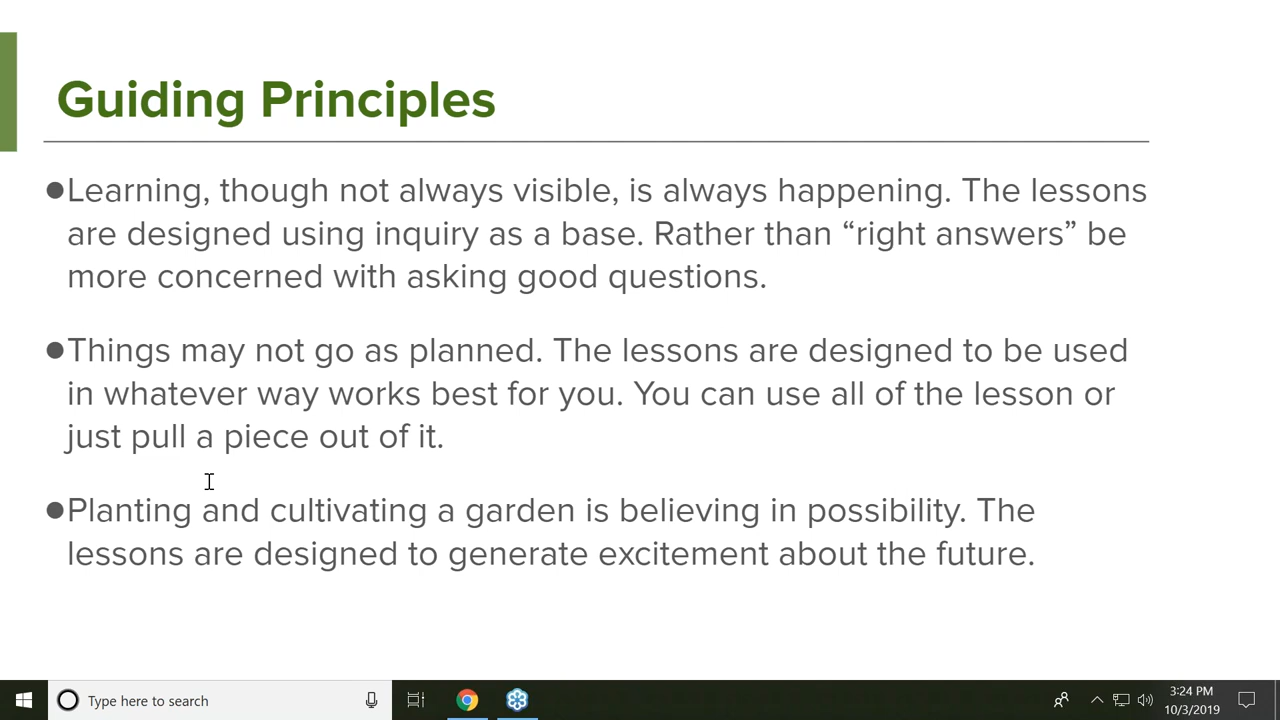 Guiding Principles
●Learning, though not always visible, is always happening. The lessons
are designed using inquiry as a base. Rather than “right answers” be
more concerned with asking good questions.
●Things may not go as planned. The lessons are designed to be used
in whatever way works best for you. You can use all of the lesson or
just pull a piece out of it.
●Planting and cultivating a garden is believing in possibility. The
lessons are designed to generate excitement about the future.
Type here to search
3:24 PM
10/3/2019